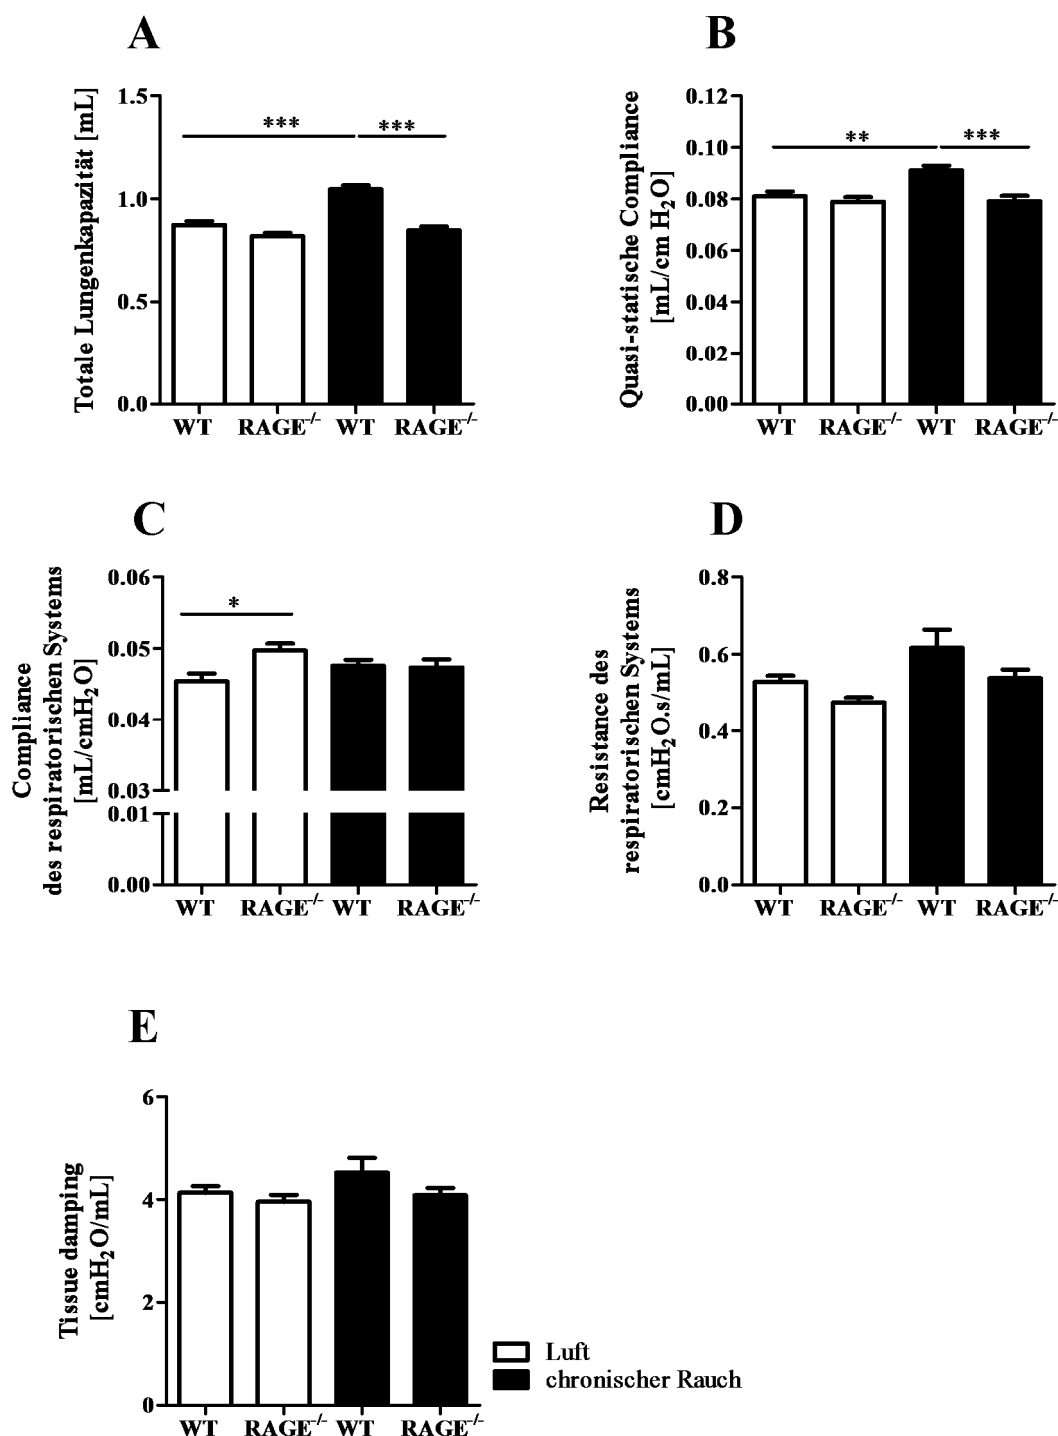 A
Totale Lungenkapazität [mL]
1.5
1.0
0.5
0.0
*** ***
WT RAGE⁻/⁻ WT RAGE⁻/⁻
B
Quasi-statische Compliance
[mL/cm H₂O]
0.12
0.10
0.08
0.06
0.04
0.02
0.00
** ***
WT RAGE⁻/⁻ WT RAGE⁻/⁻
C
Compliance
des respiratorischen Systems
[mL/cmH₂O]
0.06
0.05
0.04
0.03
0.01
0.00
*
WT RAGE⁻/⁻ WT RAGE⁻/⁻
D
Resistance des
respiratorischen Systems
[cmH₂O.s/mL]
0.8
0.6
0.4
0.2
0.0
WT RAGE⁻/⁻ WT RAGE⁻/⁻
E
Tissue damping
[cmH₂O/mL]
6
4
2
0
WT RAGE⁻/⁻ WT RAGE⁻/⁻
Luft
chronischer Rauch